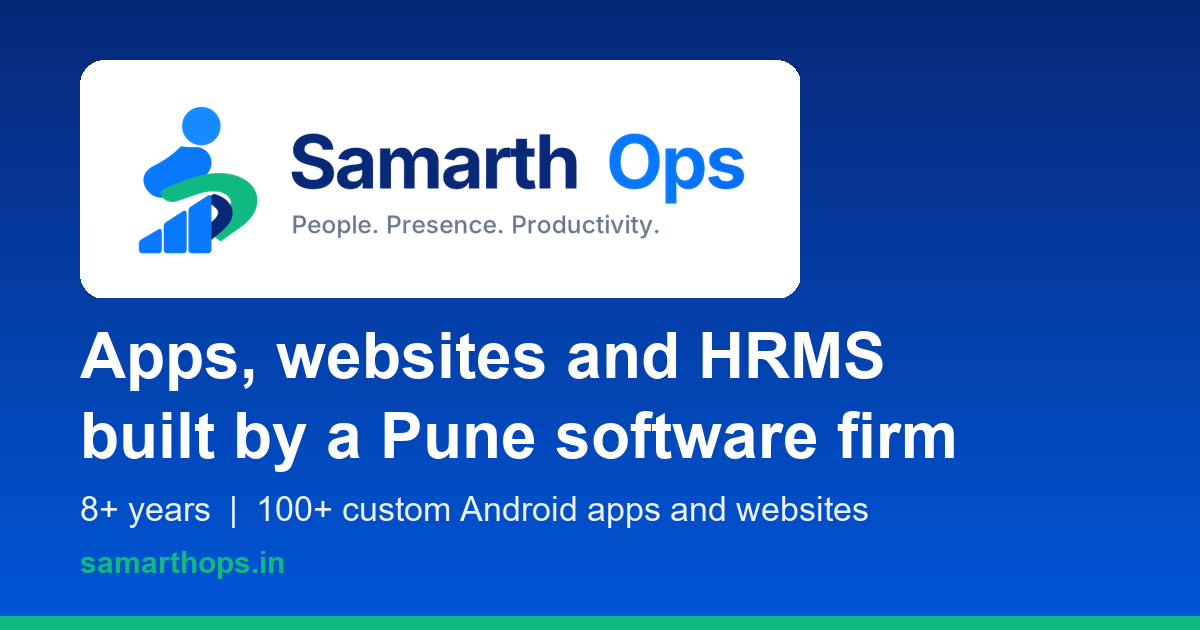 Samarth Ops
People. Presence. Productivity.
Apps, websites and HRMS
built by a Pune software firm
8+ years | 100+ custom Android apps and websites
samarthops.in